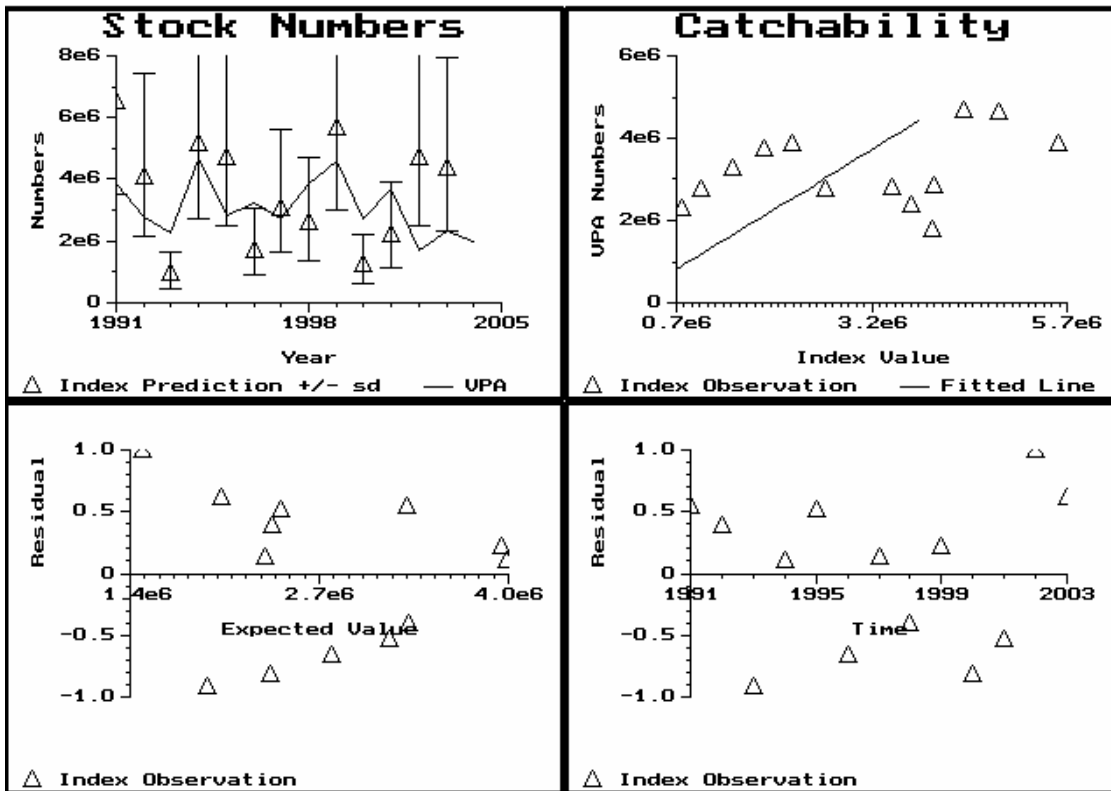 Stock Numbers
8e6
6e6
4e6
2e6
0
Numbers
1991 1998 2005
Year
Index Prediction +/- sd VPA
Catchability
6e6
4e6
2e6
0
VPA Numbers
0.7e6 3.2e6 5.7e6
Index Value
Index Observation Fitted Line
1.0
0.5
0
-0.5
-1.0
Residual
1.4e6 2.7e6 4.0e6
Expected Value
Index Observation
1.0
0.5
0
-0.5
-1.0
Residual
1991 1995 1999 2003
Time
Index Observation